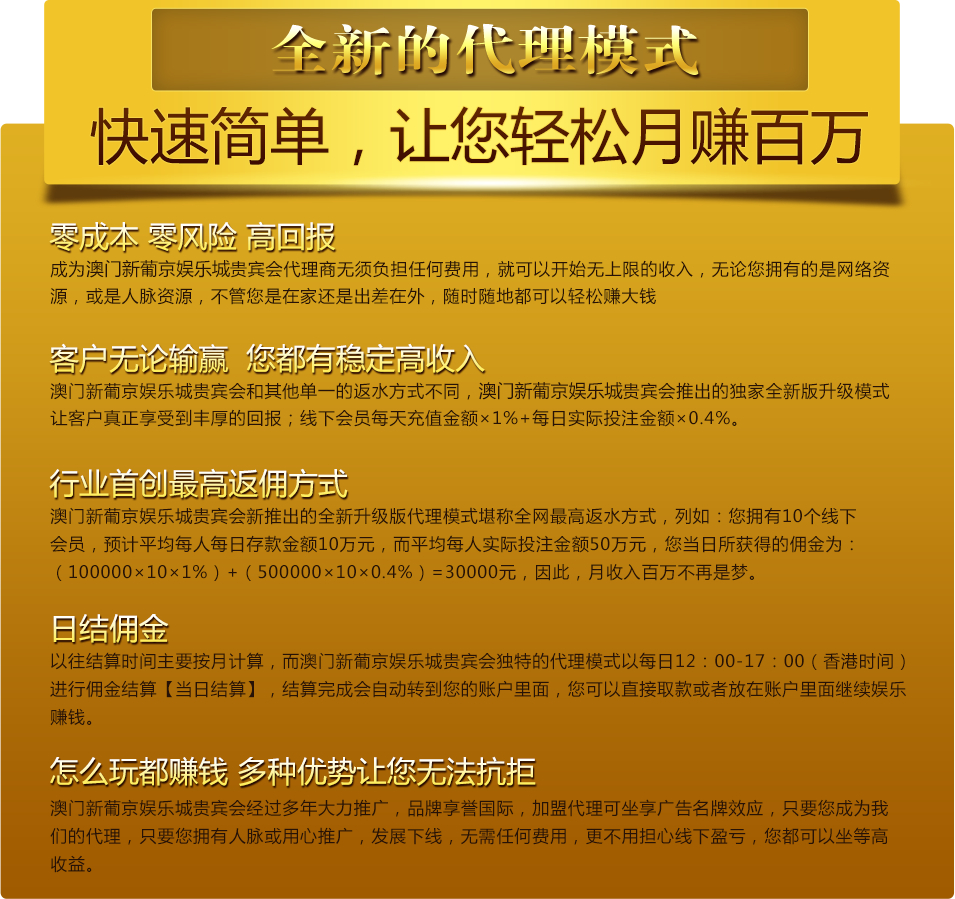 全新的代理模式
快速简单，让您轻松月赚百万
零成本 零风险 高回报
成为澳门新葡京娱乐城贵宾会代理商无须负担任何费用，就可以开始无上限的收入，无论您拥有的是网络资
源，或是人脉资源，不管您是在家还是出差在外，随时随地都可以轻松赚大钱
客户无论输赢 您都有稳定高收入
澳门新葡京娱乐城贵宾会和其他单一的返水方式不同，澳门新葡京娱乐城贵宾会推出的独家全新版升级模式
让客户真正享受到丰厚的回报；线下会员每天充值金额×1%+每日实际投注金额×0.4%。
行业首创最高返佣方式
澳门新葡京娱乐城贵宾会新推出的全新升级版代理模式堪称全网最高返水方式，列如：您拥有10个线下
会员，预计平均每人每日存款金额10万元，而平均每人实际投注金额50万元，您当日所获得的佣金为：
（100000×10×1%）+（500000×10×0.4%）=30000元，因此，月收入百万不再是梦。
日结佣金
以往结算时间主要按月计算，而澳门新葡京娱乐城贵宾会独特的代理模式以每日12：00-17：00（香港时间）
进行佣金结算【当日结算】，结算完成会自动转到您的账户里面，您可以直接取款或者放在账户里面继续娱乐
赚钱。
怎么玩都赚钱 多种优势让您无法抗拒
澳门新葡京娱乐城贵宾会经过多年大力推广，品牌享誉国际，加盟代理可坐享广告名牌效应，只要您成为我
们的代理，只要您拥有人脉或用心推广，发展下线，无需任何费用，更不用担心线下盈亏，您都可以坐等高
收益。